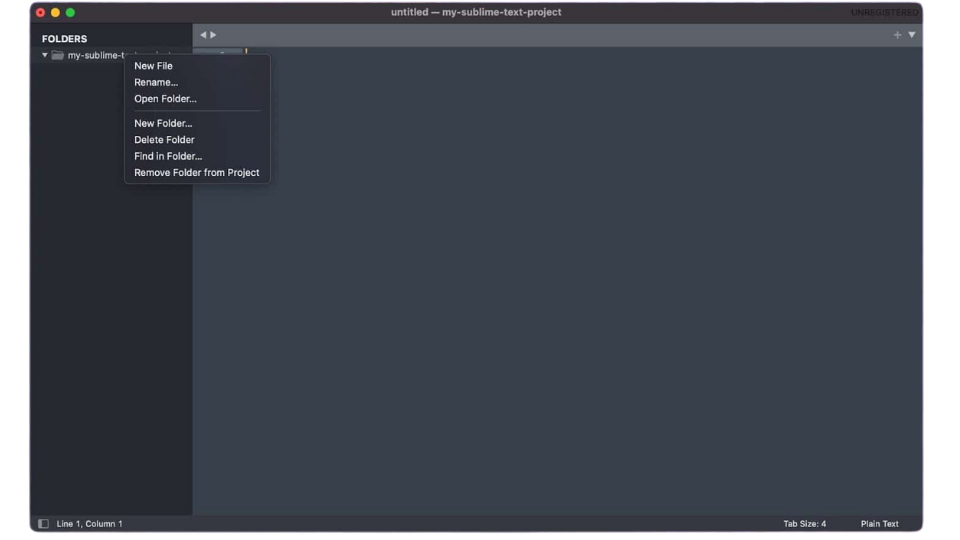 untitled — my-sublime-text-project
UNREGISTERED
FOLDERS
my-sublime-t
New File
Rename...
Open Folder...
New Folder...
Delete Folder
Find in Folder...
Remove Folder from Project
Line 1, Column 1
Tab Size: 4
Plain Text